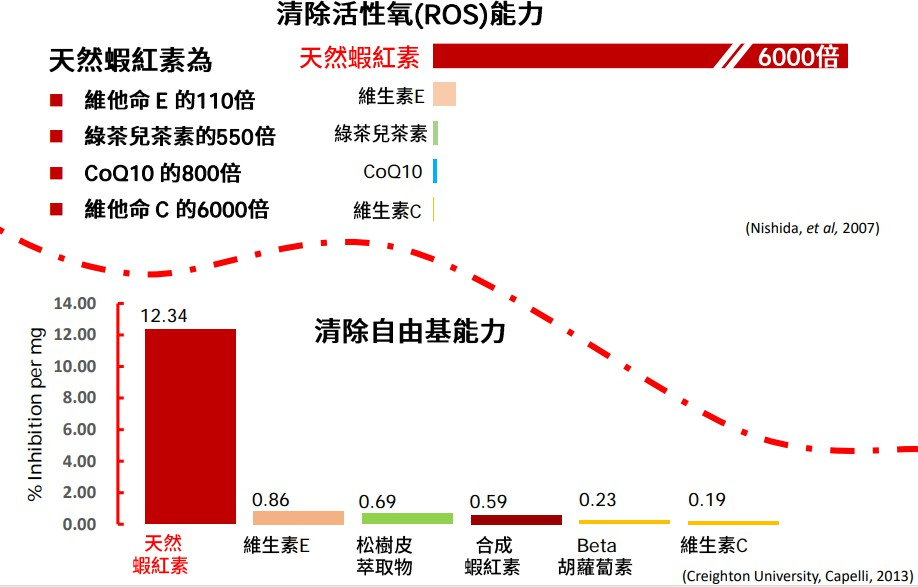 清除活性氧(ROS)能力
天然蝦紅素為
維他命 E 的110倍
綠茶兒茶素的550倍
CoQ10 的800倍
維他命 C 的6000倍
天然蝦紅素
6000倍
維生素E
綠茶兒茶素
CoQ10
維生素C
(Nishida, et al, 2007)
清除自由基能力
% Inhibition per mg
14.00
12.00
10.00
8.00
6.00
4.00
2.00
0.00
12.34
0.86
0.69
0.59
0.23
0.19
天然
蝦紅素
維生素E
松樹皮
萃取物
合成
蝦紅素
Beta
胡蘿蔔素
維生素C
(Creighton University, Capelli, 2013)